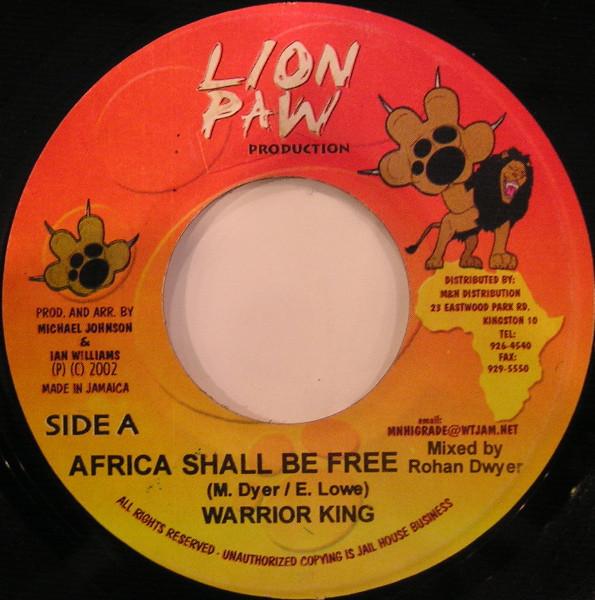 LION
PAW
PRODUCTION
DISTRIBUTED BY:
M&N DISTRIBUTION
23 EASTWOOD PARK RD.
KINGSTON 10
TEL:
926-4540
FAX:
929-5550
PROD. AND ARR. BY
MICHAEL JOHNSON
&
IAN WILLIAMS
(P) (C) 2002
MADE IN JAMAICA
email:
MNHIGRADE@WTJAM.NET
SIDE A
Mixed by
Rohan Dwyer
AFRICA SHALL BE FREE
(M. Dyer / E. Lowe)
WARRIOR KING
ALL RIGHTS RESERVED - UNAUTHORIZED COPYING IS JAIL HOUSE BUSINESS